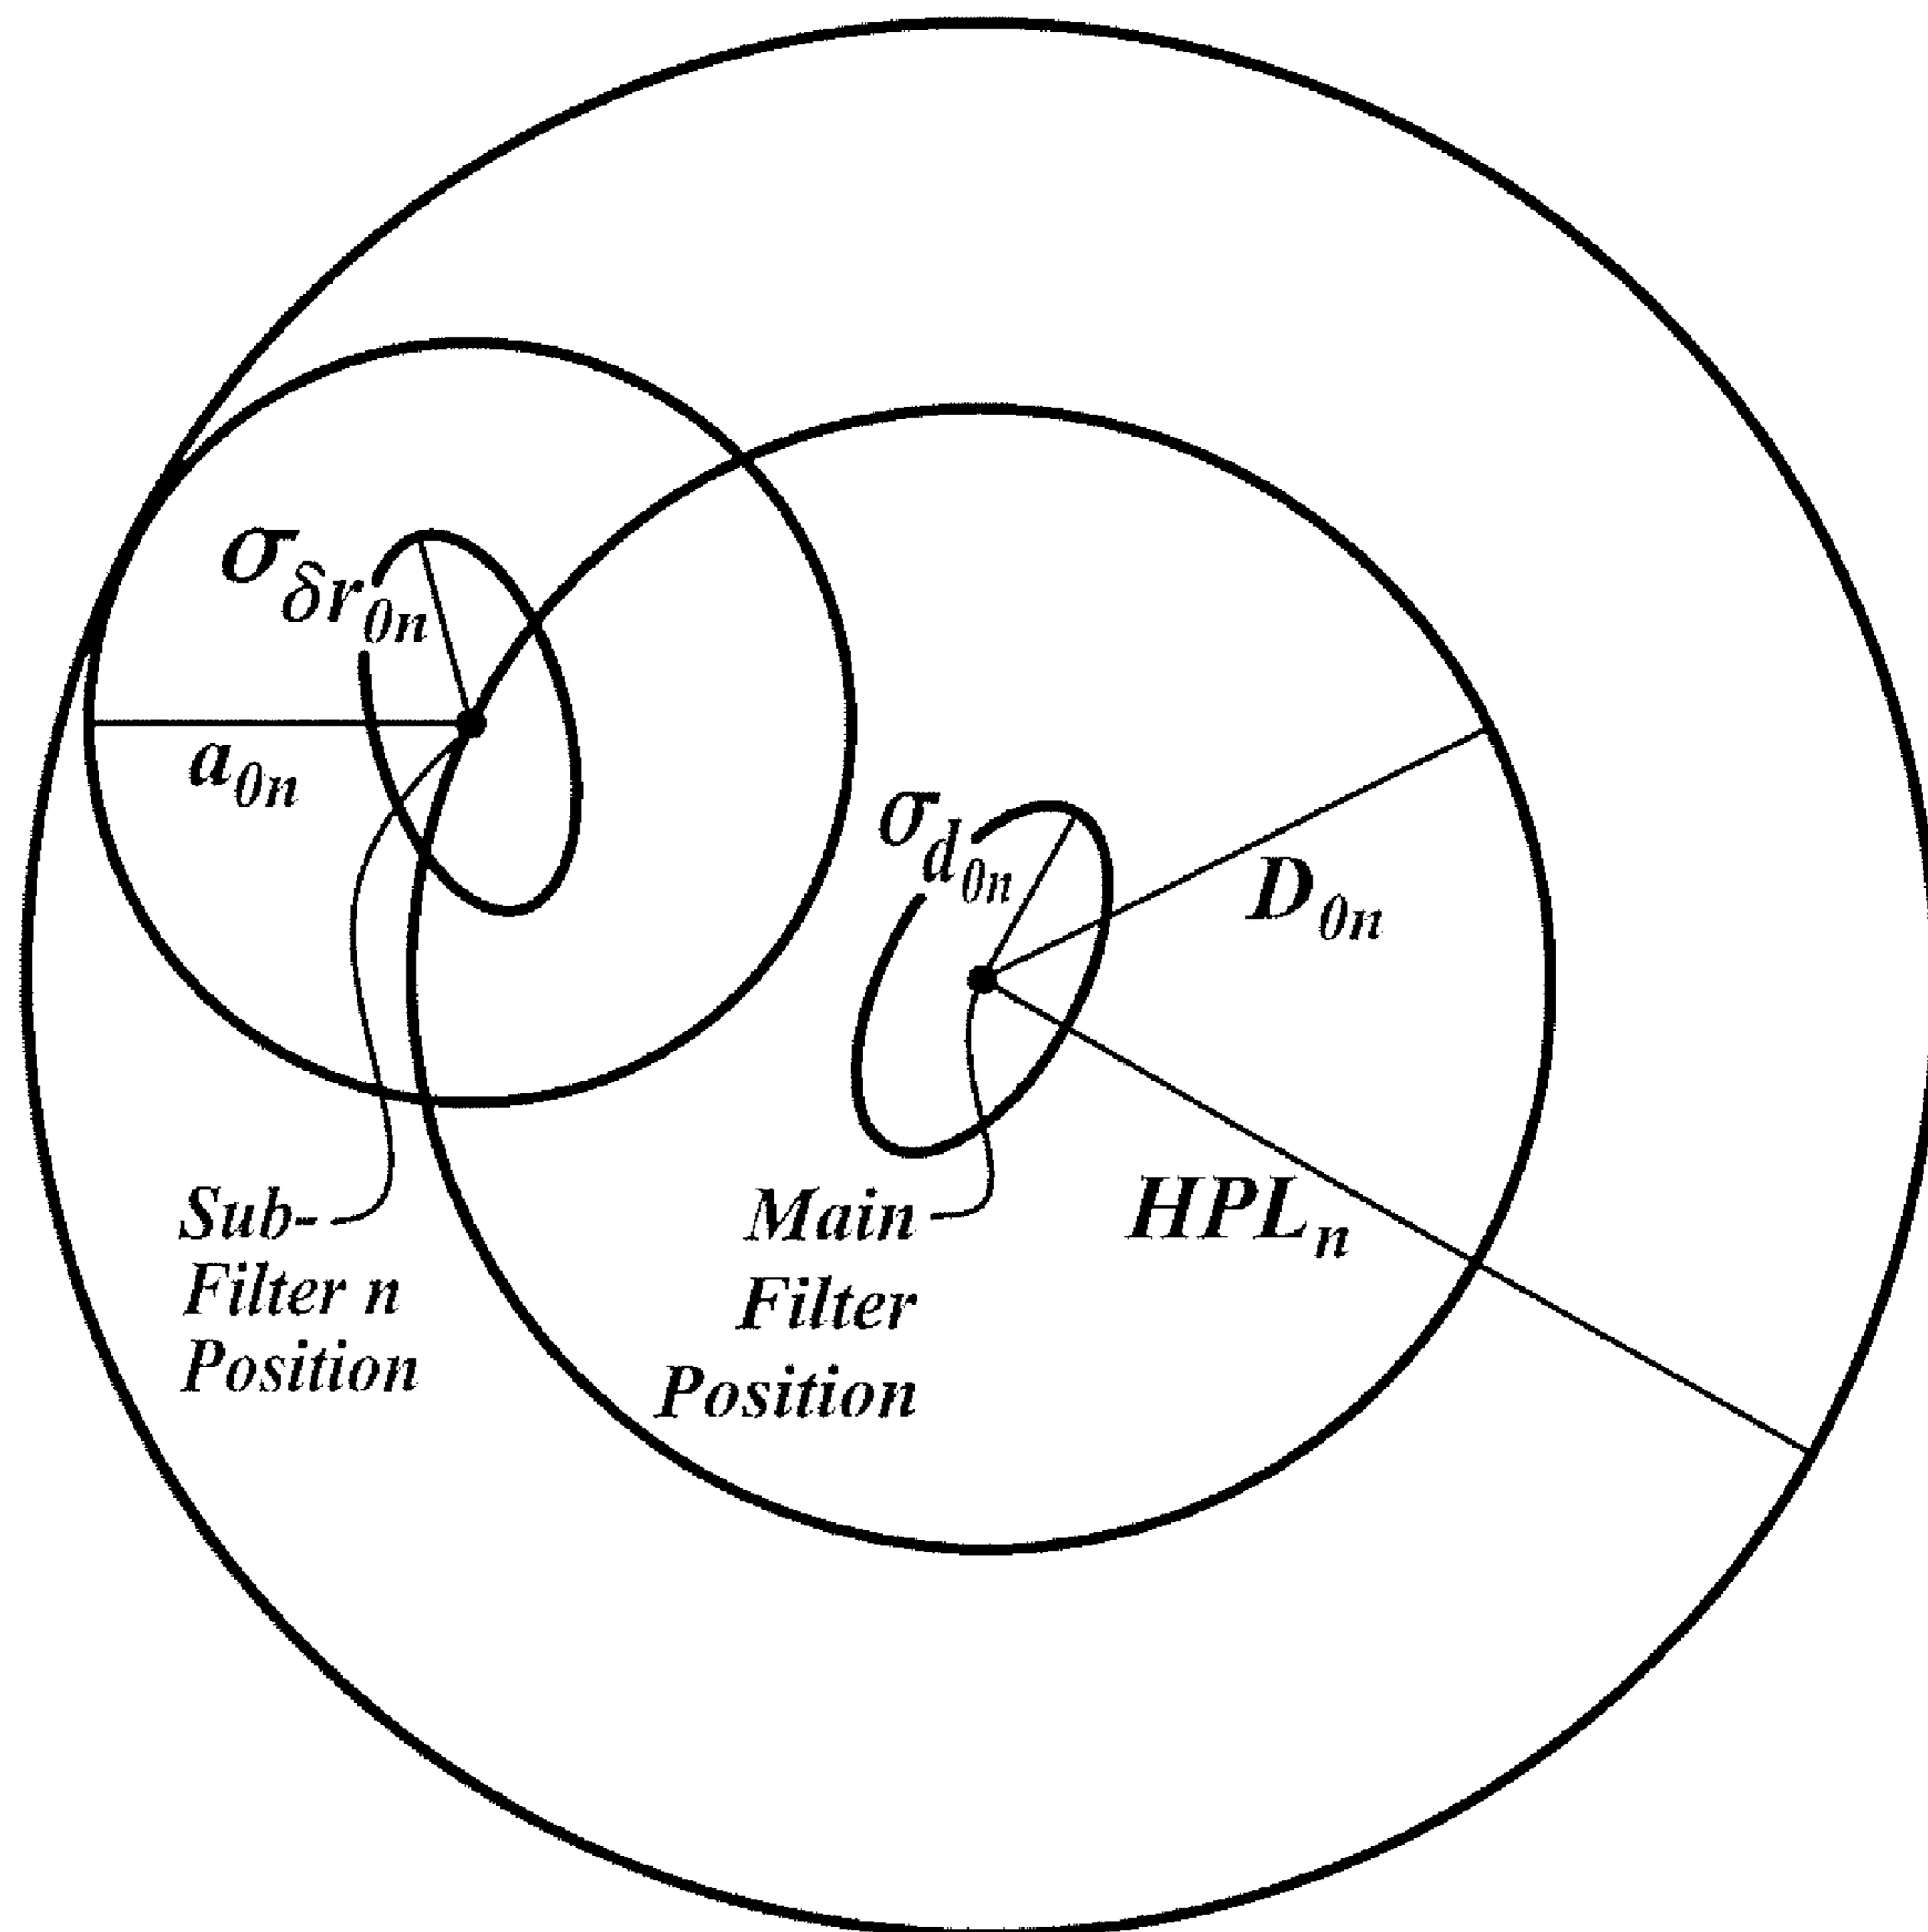 σδr0n
a0n
σd0n
D0n
Sub-
Filter n
Position
Main
Filter
Position
HPLn